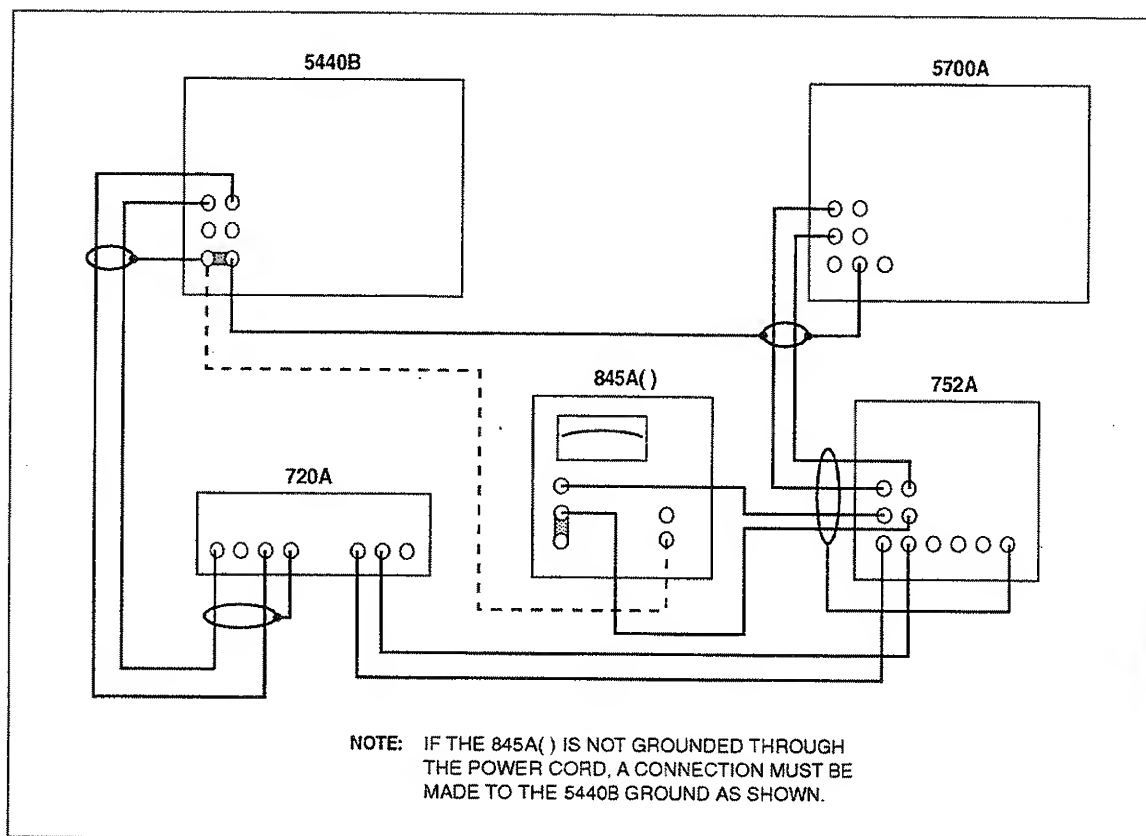 5440B
5700A
845A( )
752A
720A
NOTE: IF THE 845A( ) IS NOT GROUNDED THROUGH
THE POWER CORD, A CONNECTION MUST BE
MADE TO THE 5440B GROUND AS SHOWN.